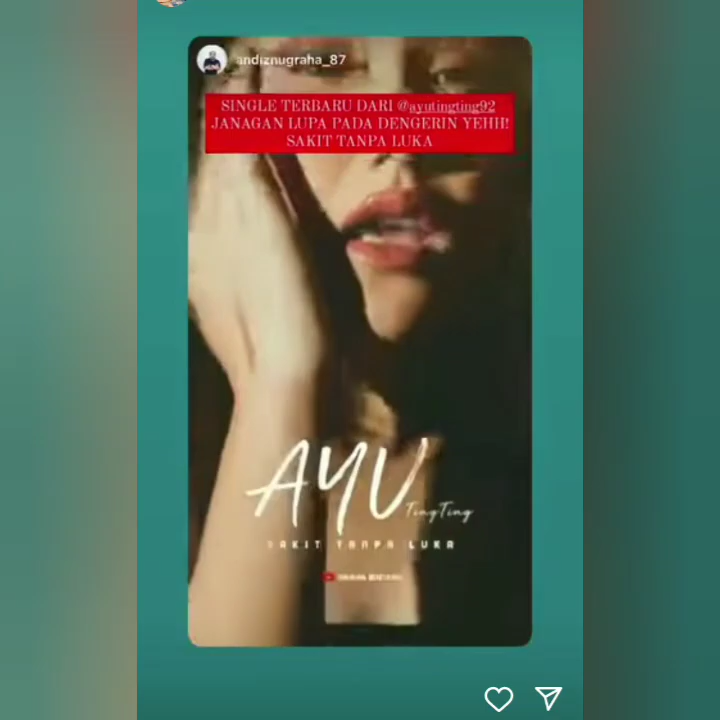 andiznugraha_87
SINGLE TERBARU DARI @ayutingting92
JANAGAN LUPA PADA DENGERIN YEHH!
SAKIT TANPA LUKA
AYU
TingTing
SAKIT TANPA LUKA